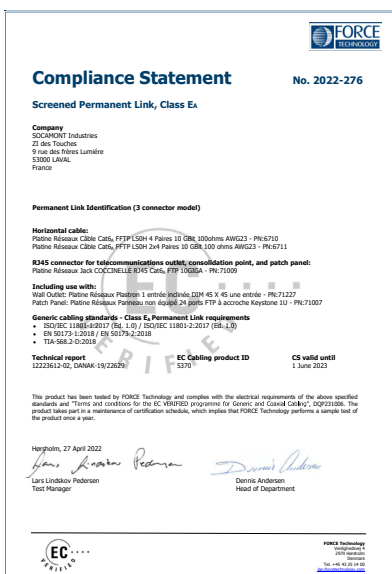 FORCE
TECHNOLOGY
Compliance Statement
No. 2022-276
Screened Permanent Link, Class EA
Company
SOCAMONT Industries
ZI des Touches
9 rue des frères Lumière
53000 LAVAL
France
Permanent Link Identification (3 connector model)
Horizontal cable:
Platine Réseaux Câble Cat6A FFTP LS0H 4 Paires 10 GBit 100ohms AWG23 - PN:6710
Platine Réseaux Câble Cat6A FFTP LS0H 2x4 Paires 10 GBit 100 ohms AWG23 - PN:6711
RJ45 connector for telecommunications outlet, consolidation point, and patch panel:
Platine Réseaux Jack COCCINELLE RJ45 Cat6A FTP 10GIGA - PN:71009
Including use with:
Wall Outlet: Platine Réseaux Plastron 1 entrée inclinée DIM 45 X 45 une entrée - PN:71227
Patch Panel: Platine Réseaux Panneau non équipé 24 ports FTP à accroche Keystone 1U - PN:71007
Generic cabling standards - Class EA Permanent Link requirements
• ISO/IEC 11801-1:2017 (Ed. 1.0) / ISO/IEC 11801-2:2017 (Ed. 1.0)
• EN 50173-1:2018 / EN 50173-2:2018
• TIA-568.2-D:2018
EC
VERIFIED
Technical report
EC Cabling product ID
CS valid until
12223612-02, DANAK-19/22629
5370
1 June 2023
This product has been tested by FORCE Technology and complies with the electrical requirements of the above specified
standards and "Terms and conditions for the EC VERIFIED programme for Generic and Coaxial Cabling", DQP231006. The
product takes part in a maintenance of certification schedule, which implies that FORCE Technology performs a sample test of
the product once a year.
Hørsholm, 27 April 2022
Lars Lindskov Pedersen
Dennis Andersen
Lars Lindskov Pedersen
Dennis Andersen
Test Manager
Head of Department
EC
VERIFIED
FORCE Technology
Venlighedsvej 4
2970 Hørsholm
Denmark
Tel. +45 43 25 14 00